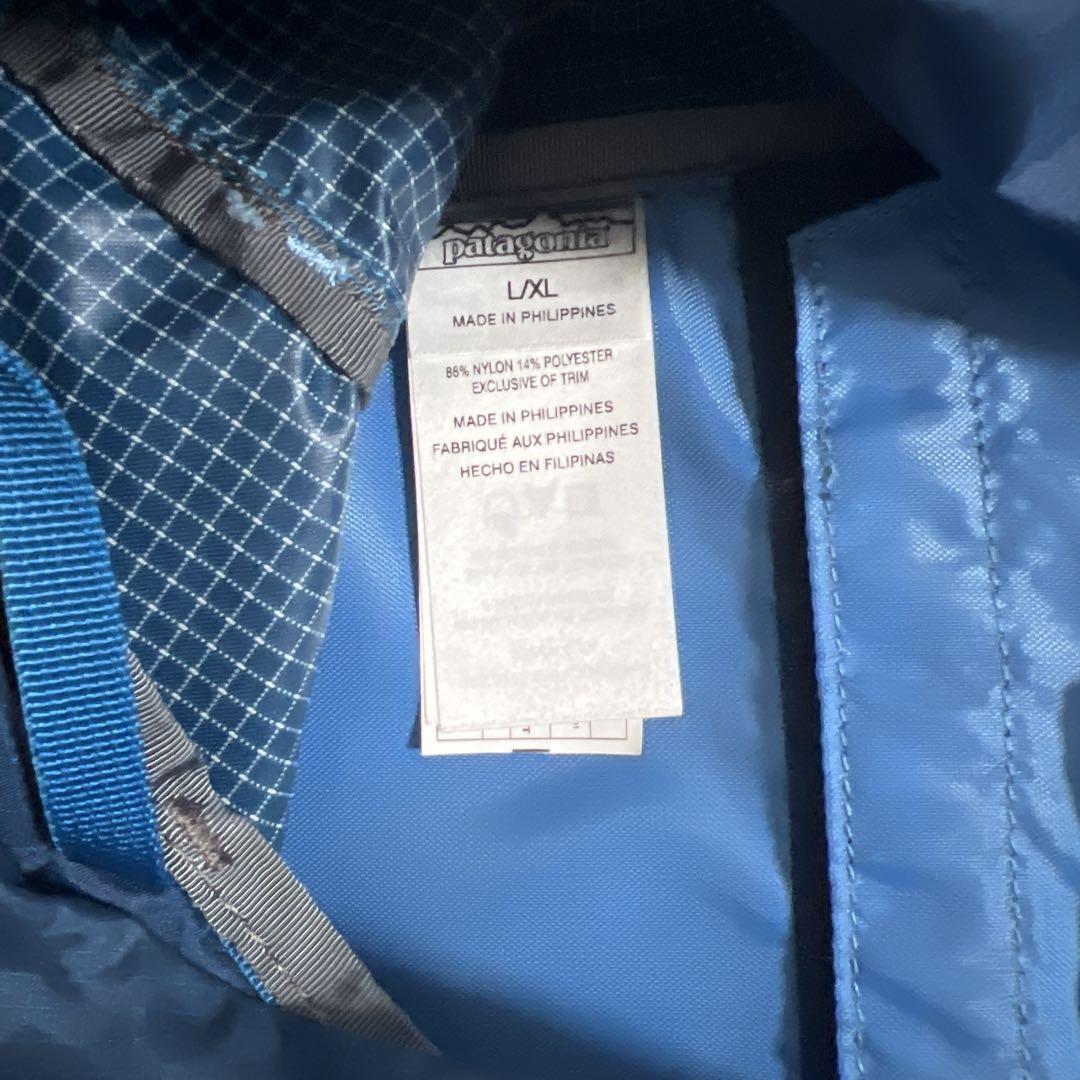 patagonia
L/XL
MADE IN PHILIPPINES
86% NYLON 14% POLYESTER
EXCLUSIVE OF TRIM
MADE IN PHILIPPINES
FABRIQUÉ AUX PHILIPPINES
HECHO EN FILIPINAS